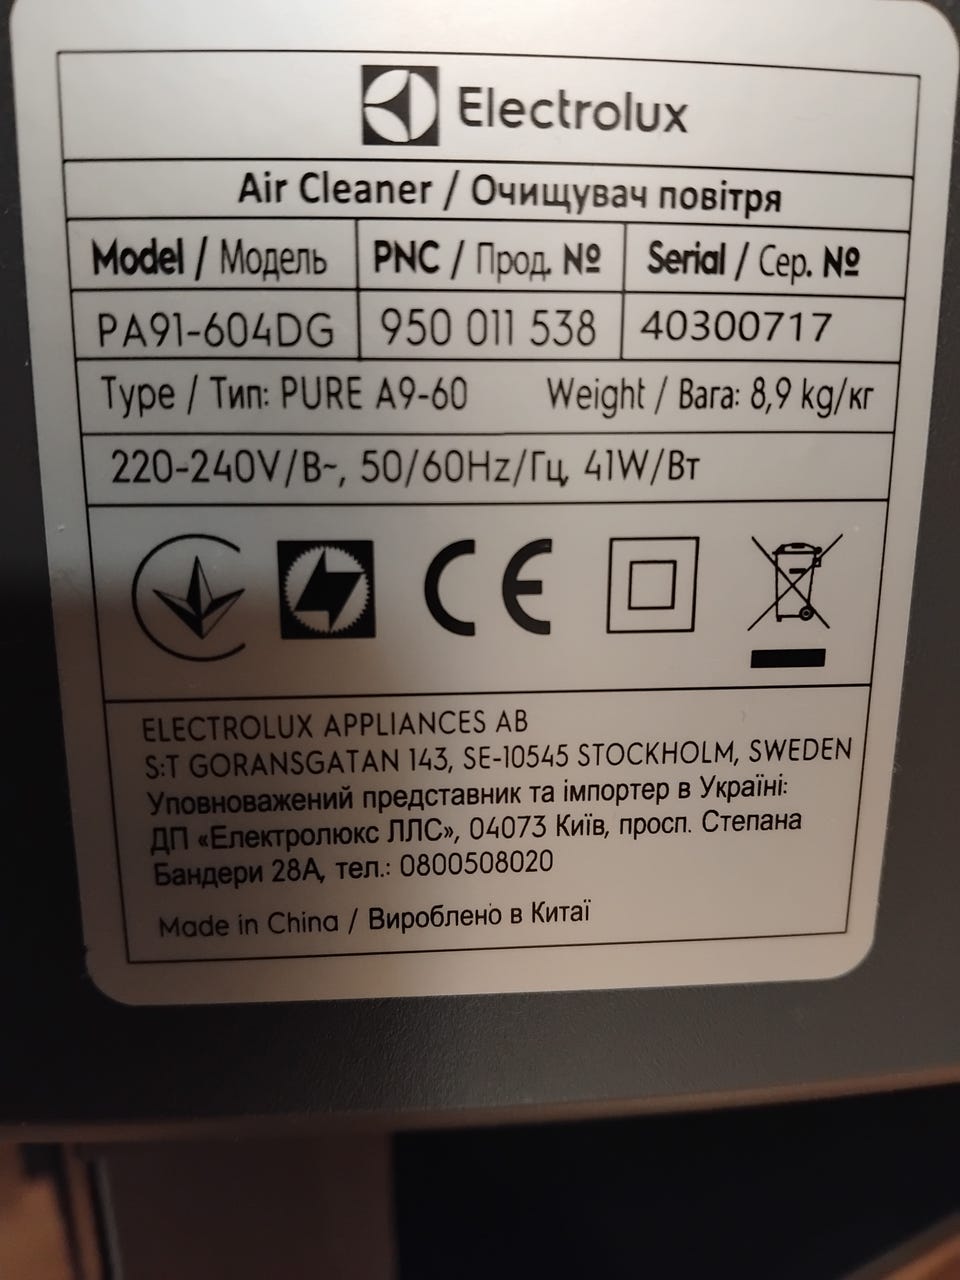 Electrolux
Air Cleaner / Очищувач повітря
Model / Модель PNC / Прод. № Serial / Сер. №
PA91-604DG 950 011 538 40300717
Type / Тип: PURE A9-60 Weight / Вага: 8,9 kg/кг
220-240V/В~, 50/60Hz/Гц, 41W/Вт
CE
ELECTROLUX APPLIANCES AB
S:T GORANSGATAN 143, SE-10545 STOCKHOLM, SWEDEN
Уповноважений представник та імпортер в Україні:
ДП «Електролюкс ЛЛС», 04073 Київ, просп. Степана
Бандери 28А, тел.: 0800508020
Made in China / Вироблено в Китаї